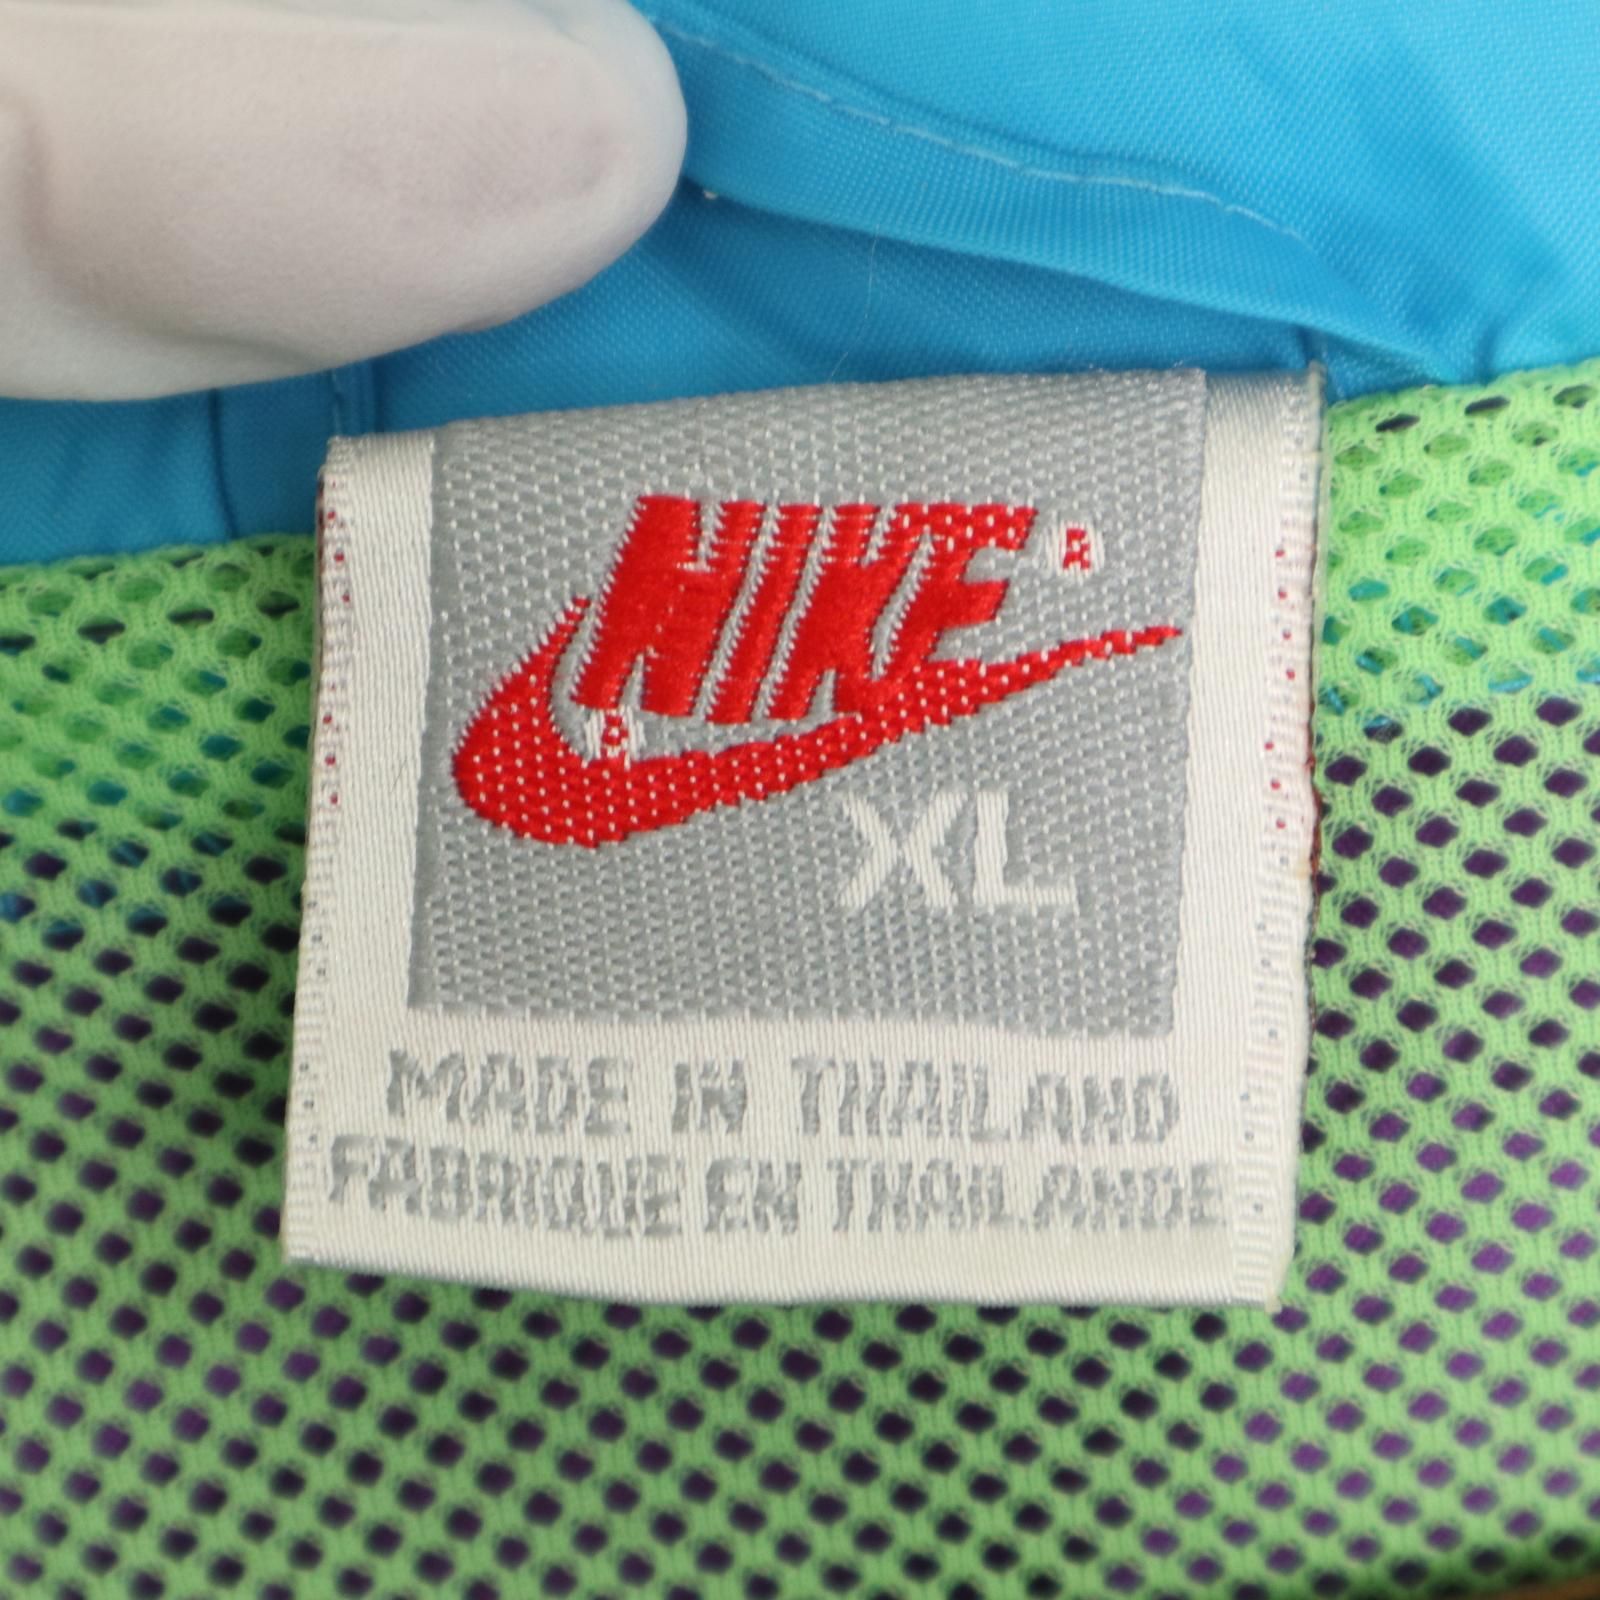 NIKE ®
XL
MADE IN THAILAND
FABRIQUE EN THAILANDE